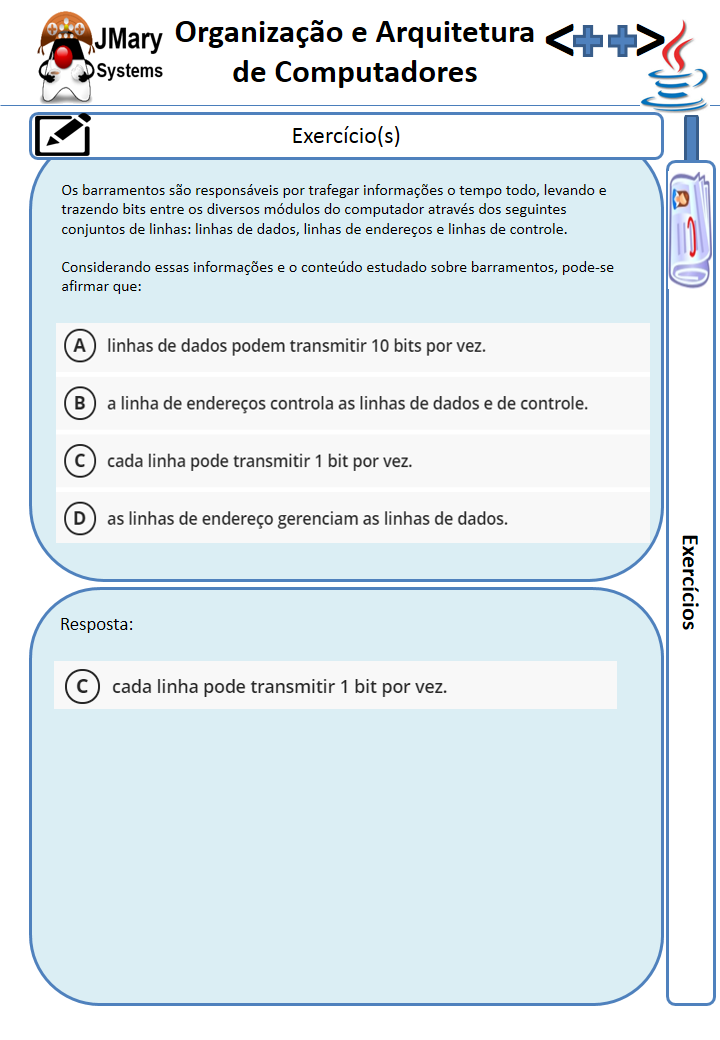 JMary
Systems
Organização e Arquitetura
de Computadores
<++>
Exercício(s)
Os barramentos são responsáveis por trafegar informações o tempo todo, levando e
trazendo bits entre os diversos módulos do computador através dos seguintes
conjuntos de linhas: linhas de dados, linhas de endereços e linhas de controle.
Considerando essas informações e o conteúdo estudado sobre barramentos, pode-se
afirmar que:
A linhas de dados podem transmitir 10 bits por vez.
B a linha de endereços controla as linhas de dados e de controle.
C cada linha pode transmitir 1 bit por vez.
D as linhas de endereço gerenciam as linhas de dados.
Exercícios
Resposta:
C cada linha pode transmitir 1 bit por vez.